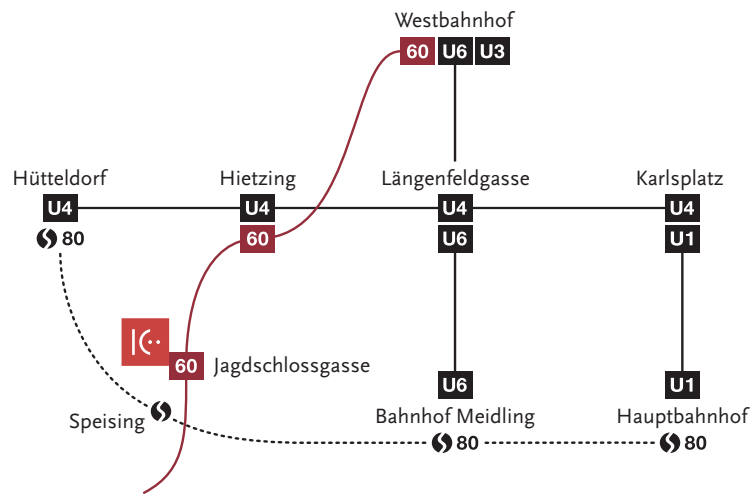 Westbahnhof
60 U6 U3
Hütteldorf
U4
80
Hietzing
U4
60
Längenfeldgasse
U4
U6
Karlsplatz
U4
U1
60 Jagdschlossgasse
Speising
U6
Bahnhof Meidling
80
U1
Hauptbahnhof
80